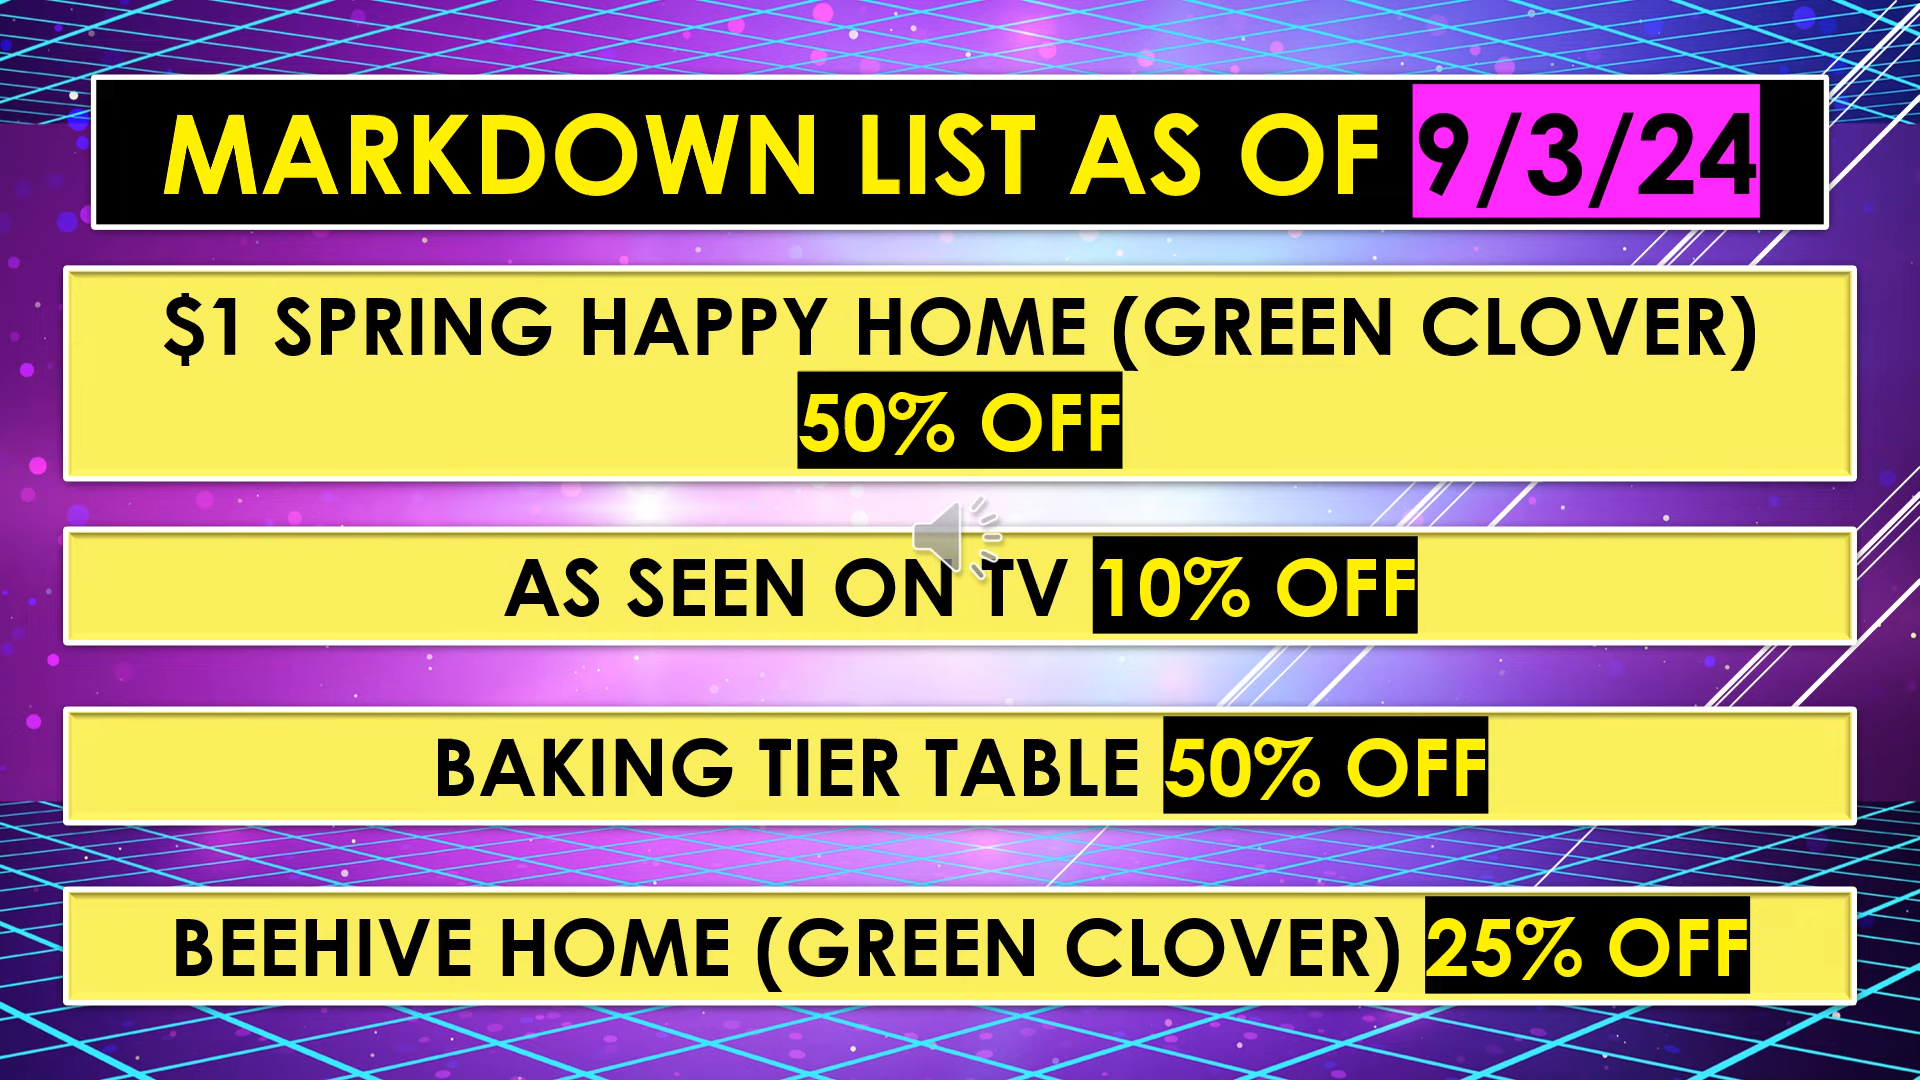 MARKDOWN LIST AS OF 9/3/24
$1 SPRING HAPPY HOME (GREEN CLOVER)
50% OFF
AS SEEN ON TV 10% OFF
BAKING TIER TABLE 50% OFF
BEEHIVE HOME (GREEN CLOVER) 25% OFF